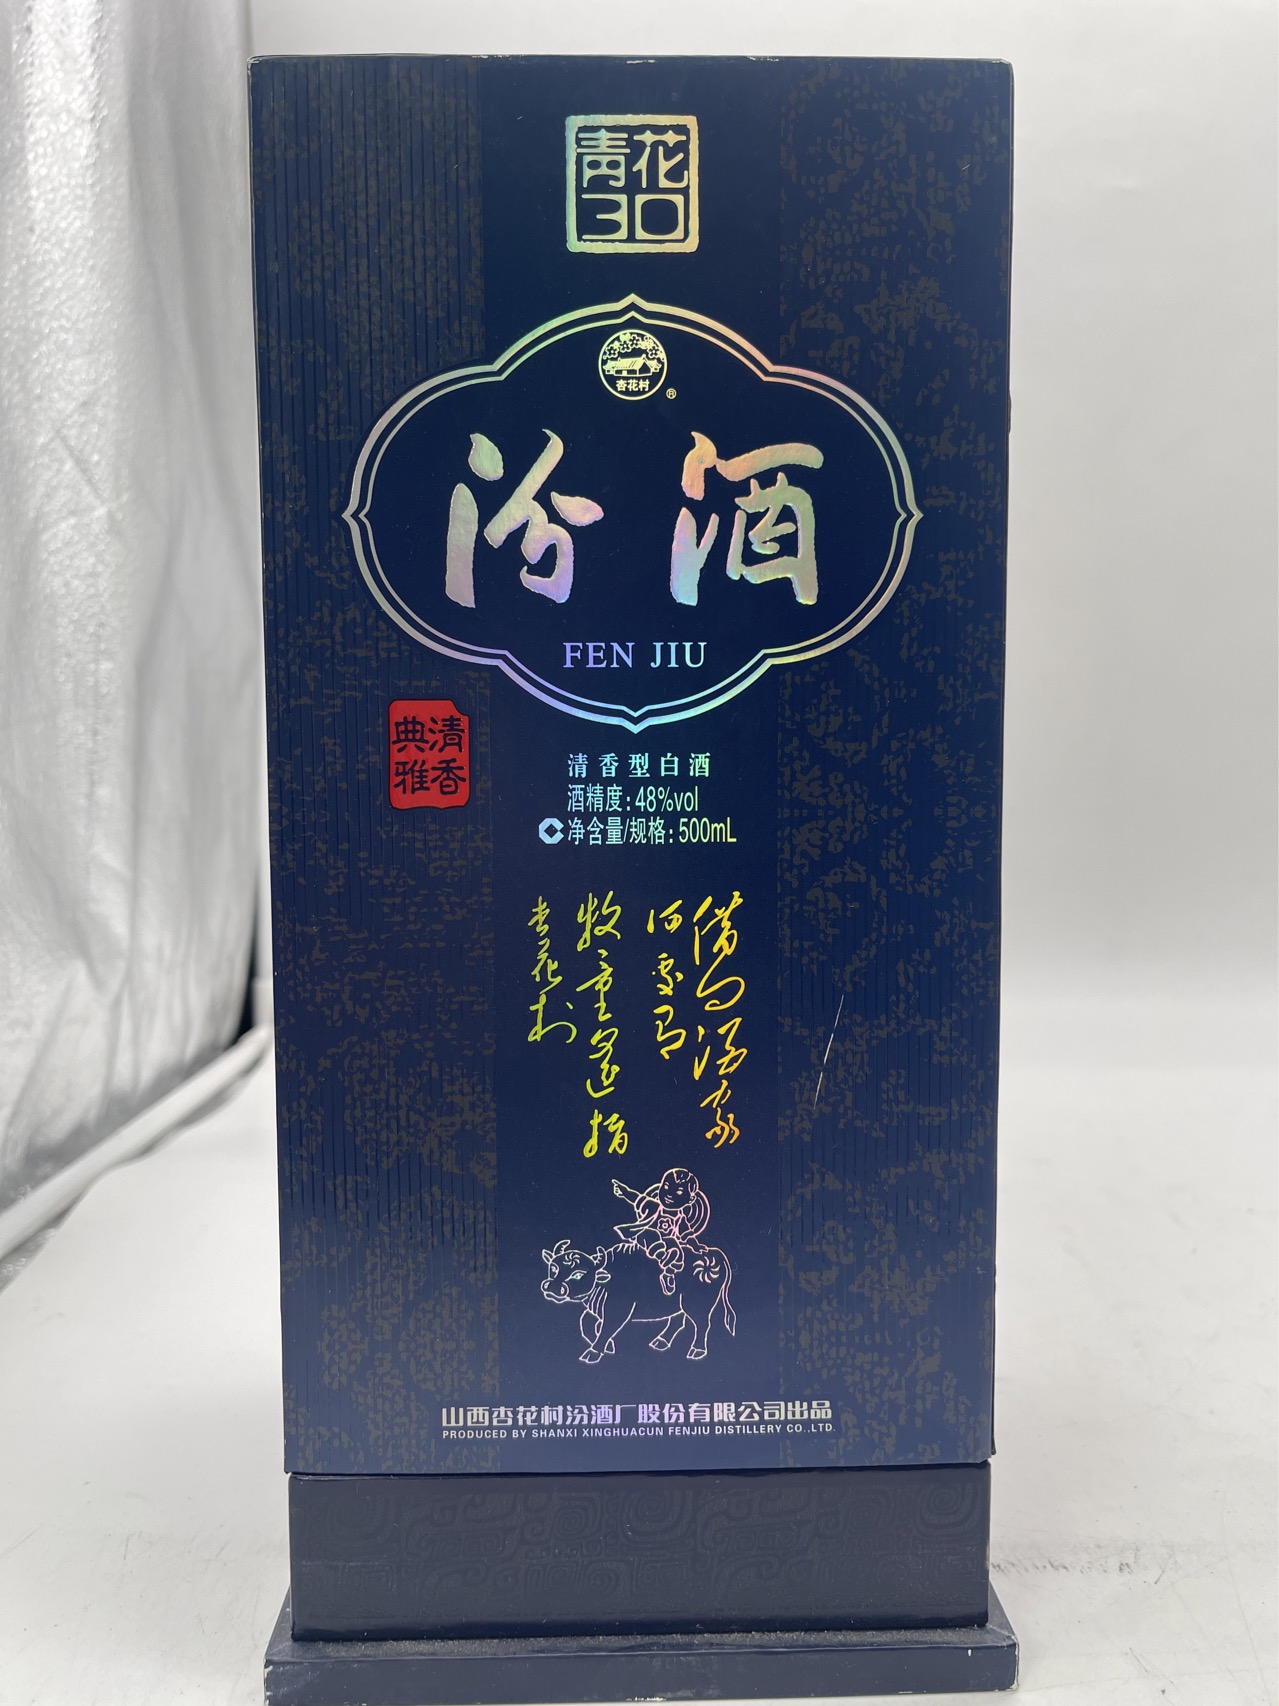 青花
30
杏花村
®
汾酒
FEN JIU
清香
典雅
清香型白酒
酒精度:48%vol
净含量/规格:500mL
借问酒家
何处有
牧童遥指
杏花村
山西杏花村汾酒厂股份有限公司出品
PRODUCED BY SHANXI XINGHUACUN FENJIU DISTILLERY CO.,LTD.